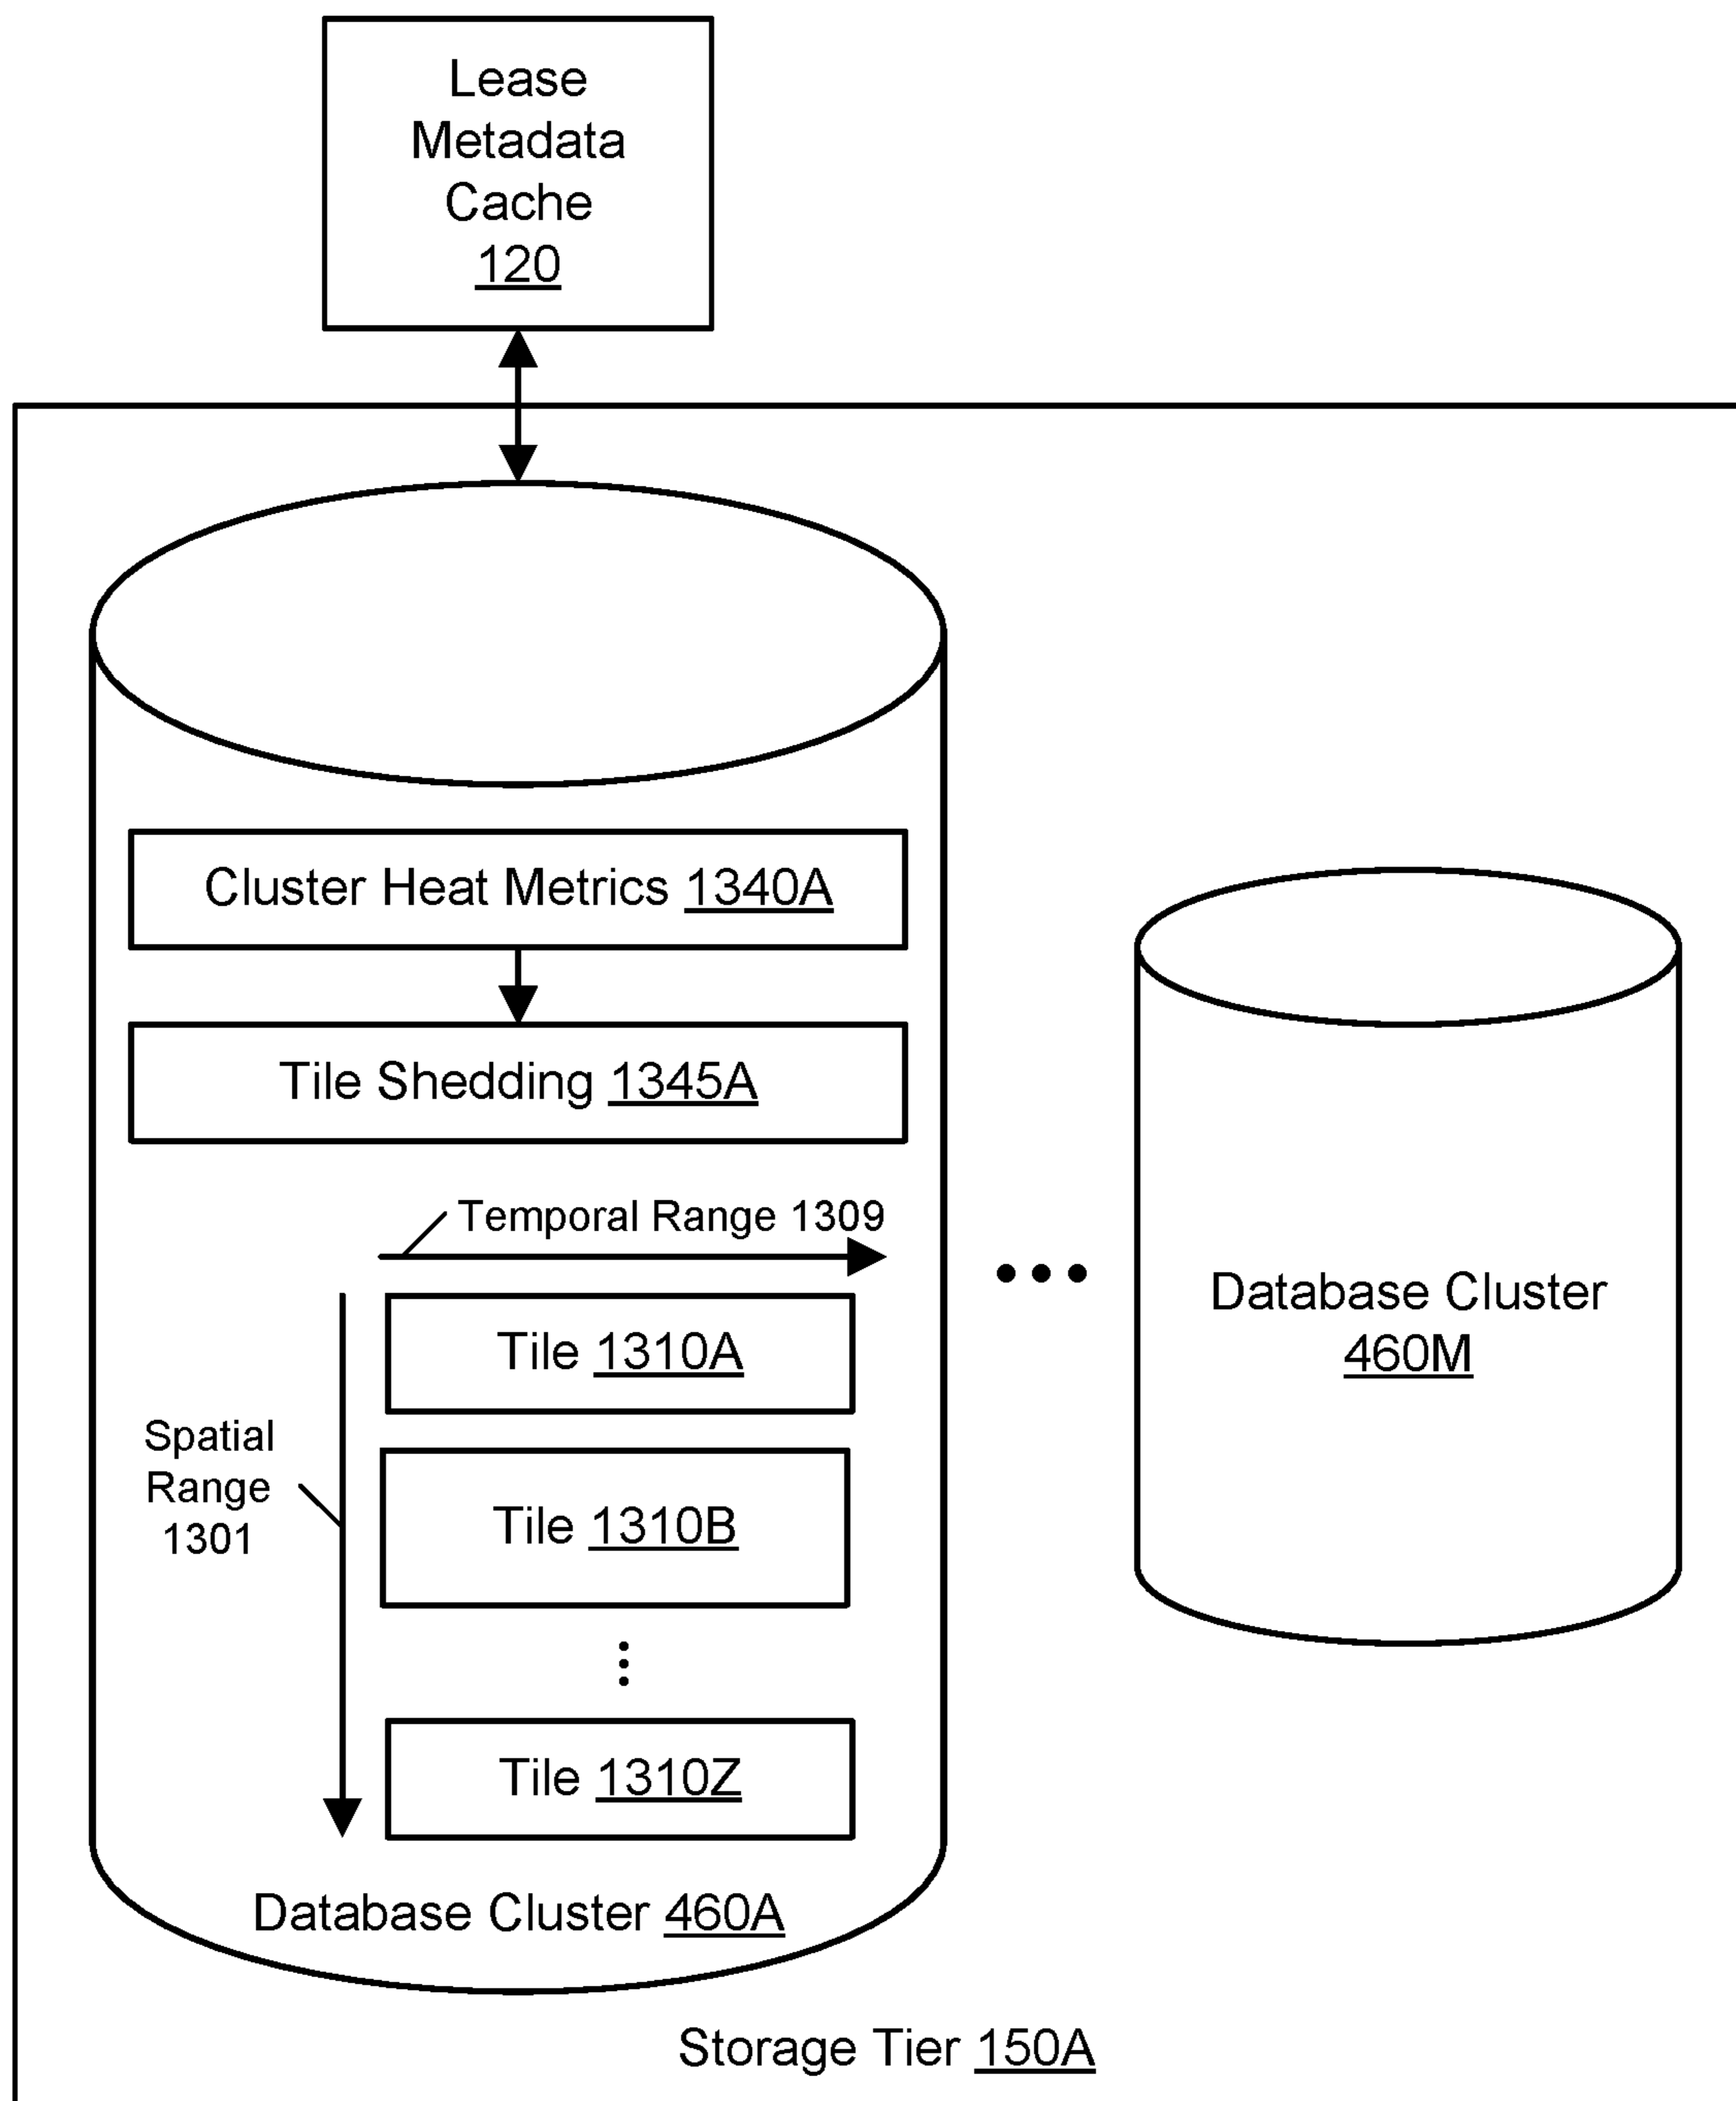 Lease
Metadata
Cache
120
Cluster Heat Metrics 1340A
Tile Shedding 1345A
Temporal Range 1309
Tile 1310A
Spatial
Range
1301
Tile 1310B
Tile 1310Z
Database Cluster 460A
Database Cluster
460M
Storage Tier 150A